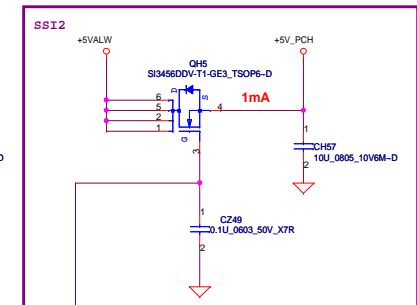 SSI2
+5VALW
+5V_PCH
QH5
SI3456DDV-T1-GE3_TSOP6~D
D
S
6
5
2
1
4
1mA
G
3
1
CH57
10U_0805_10V6M~D
2
1
CZ49
0.1U_0603_50V_X7R
2